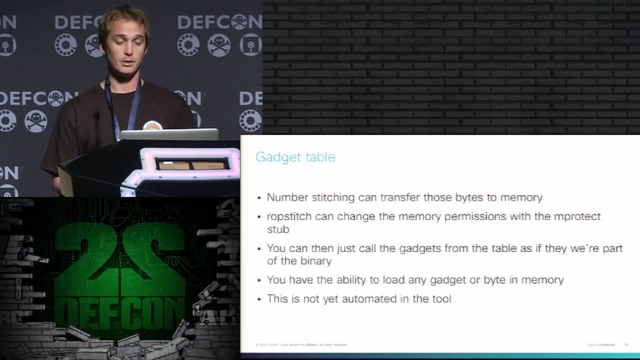 DEFCON
DEFCON
DEFCON
Gadget table
• Number stitching can transfer those bytes to memory
• ropstitch can change the memory permissions with the mprotect
stub
• You can then just call the gadgets from the table as if they we're part
of the binary
• You have the ability to load any gadget or byte in memory
• This is not yet automated in the tool
22
DEFCON